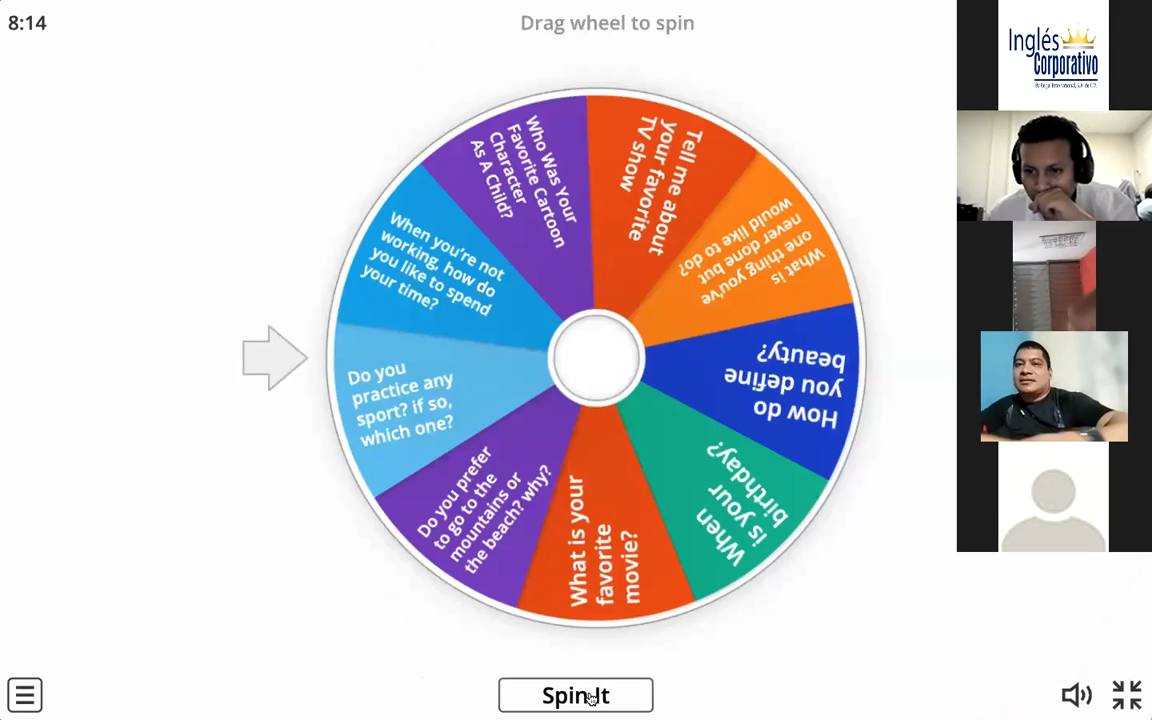 8:14
Drag wheel to spin
Inglés
Corporativo
Tell me about
your favorite
TV show
What is
one thing you've
never done but
would like to do?
How do
you define
beauty?
When
is your
birthday?
What is your
favorite
movie?
Do you prefer
to go to the
mountains or
the beach? why?
Do you
practice any
sport? if so,
which one?
When you're not
working, how do
you like to spend
your time?
Who Was Your
Favorite Cartoon
Character
As A Child?
Spin It